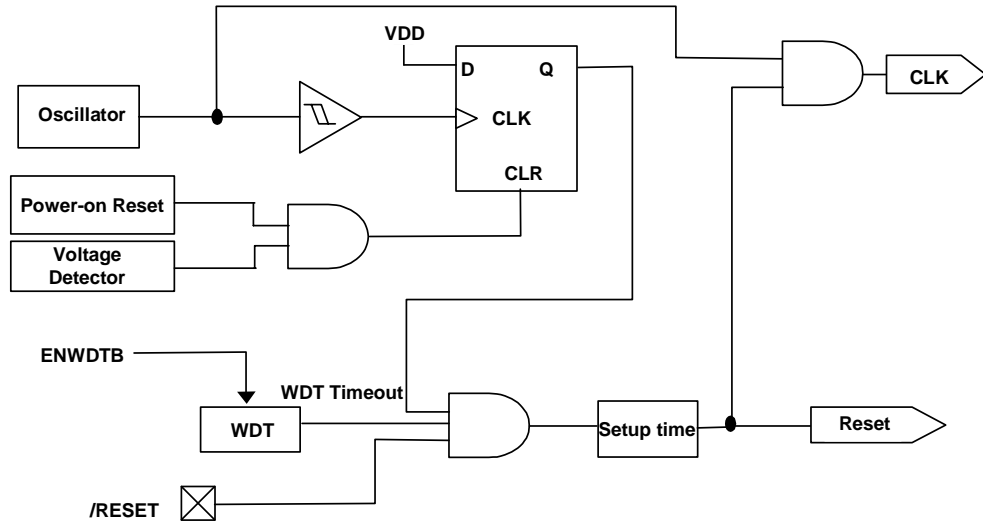 VDD
D
Q
CLK
Oscillator
CLK
CLR
Power-on Reset
Voltage
Detector
ENWDTB
WDT Timeout
WDT
Setup time
Reset
/RESET